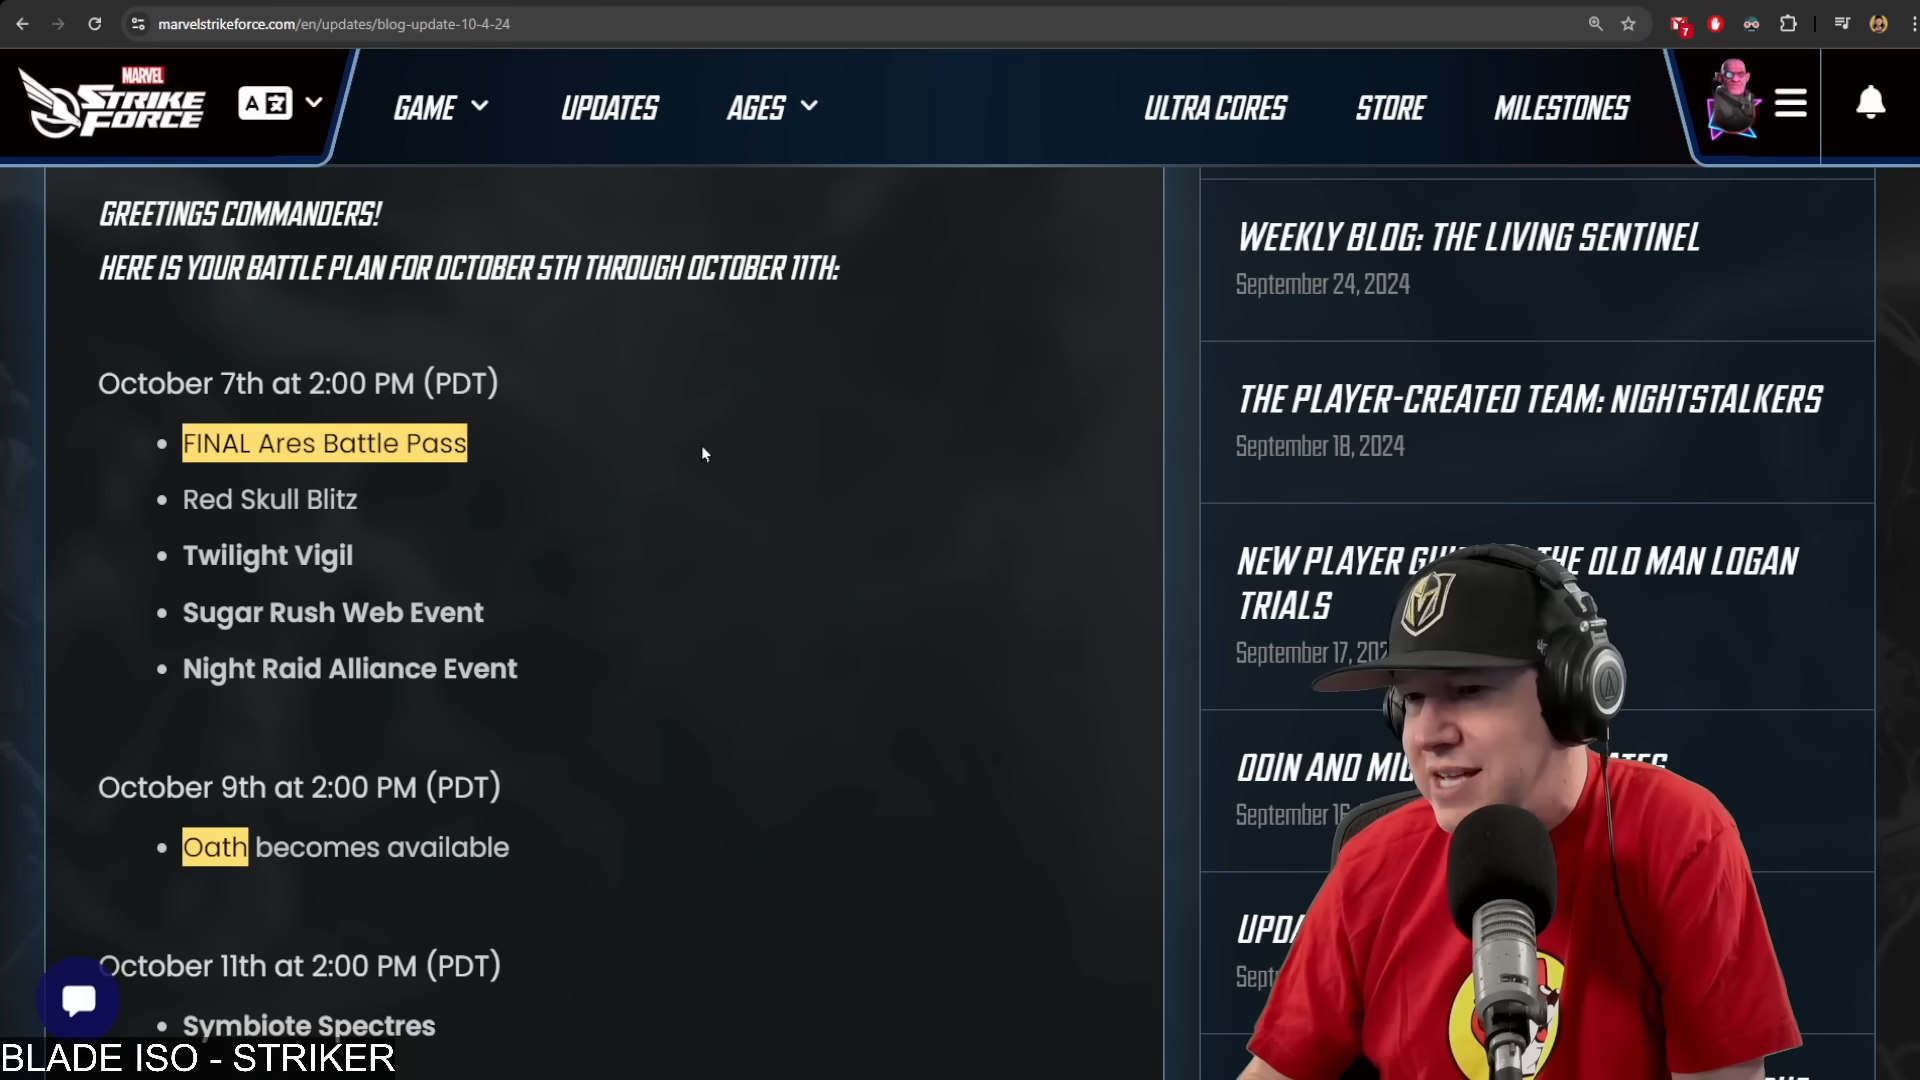 marvelstrikeforce.com/en/updates/blog-update-10-4-24
7
MARVEL
STRIKE
FORCE
A
GAME
UPDATES
AGES
ULTRA CORES
STORE
MILESTONES
GREETINGS COMMANDERS!
HERE IS YOUR BATTLE PLAN FOR OCTOBER 5TH THROUGH OCTOBER 11TH:
October 7th at 2:00 PM (PDT)
• FINAL Ares Battle Pass
• Red Skull Blitz
• Twilight Vigil
• Sugar Rush Web Event
• Night Raid Alliance Event
October 9th at 2:00 PM (PDT)
• Oath becomes available
October 11th at 2:00 PM (PDT)
• Symbiote Spectres
BLADE ISO - STRIKER
WEEKLY BLOG: THE LIVING SENTINEL
September 24, 2024
THE PLAYER-CREATED TEAM: NIGHTSTALKERS
September 18, 2024
NEW PLAYER THE OLD MAN LOGAN
TRIALS
September 17,
ODIN AND
September